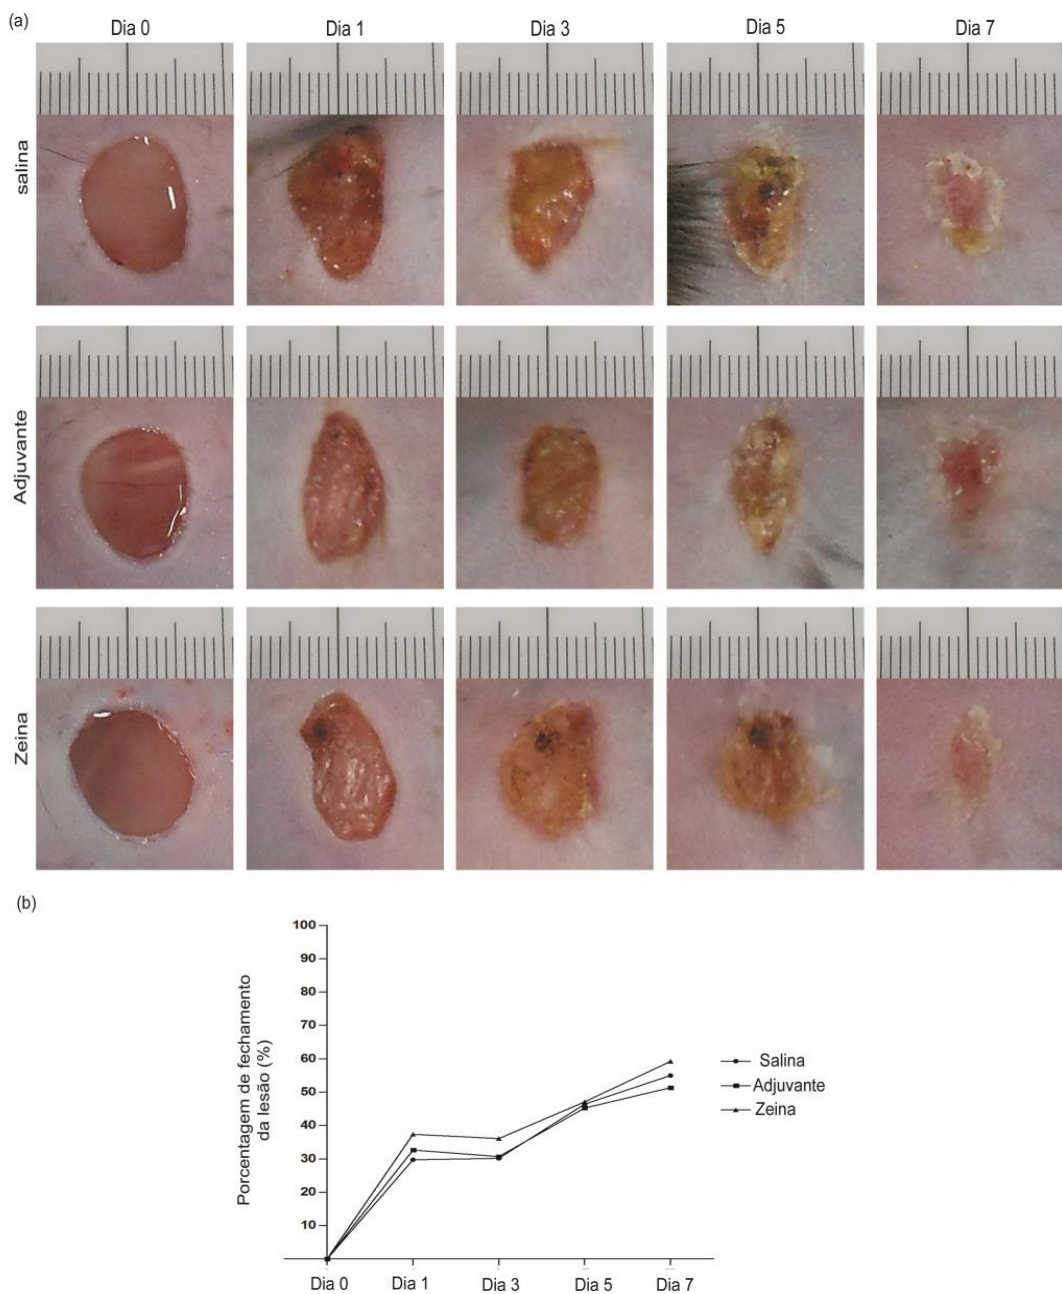 (a)
Dia 0 Dia 1 Dia 3 Dia 5 Dia 7
salina
Adjuvante
Zeina
(b)
Porcentagem de fechamento
da lesão (%)
100
90
80
70
60
50
40
30
20
10
Salina
Adjuvante
Zeina
Dia 0 Dia 1 Dia 3 Dia 5 Dia 7